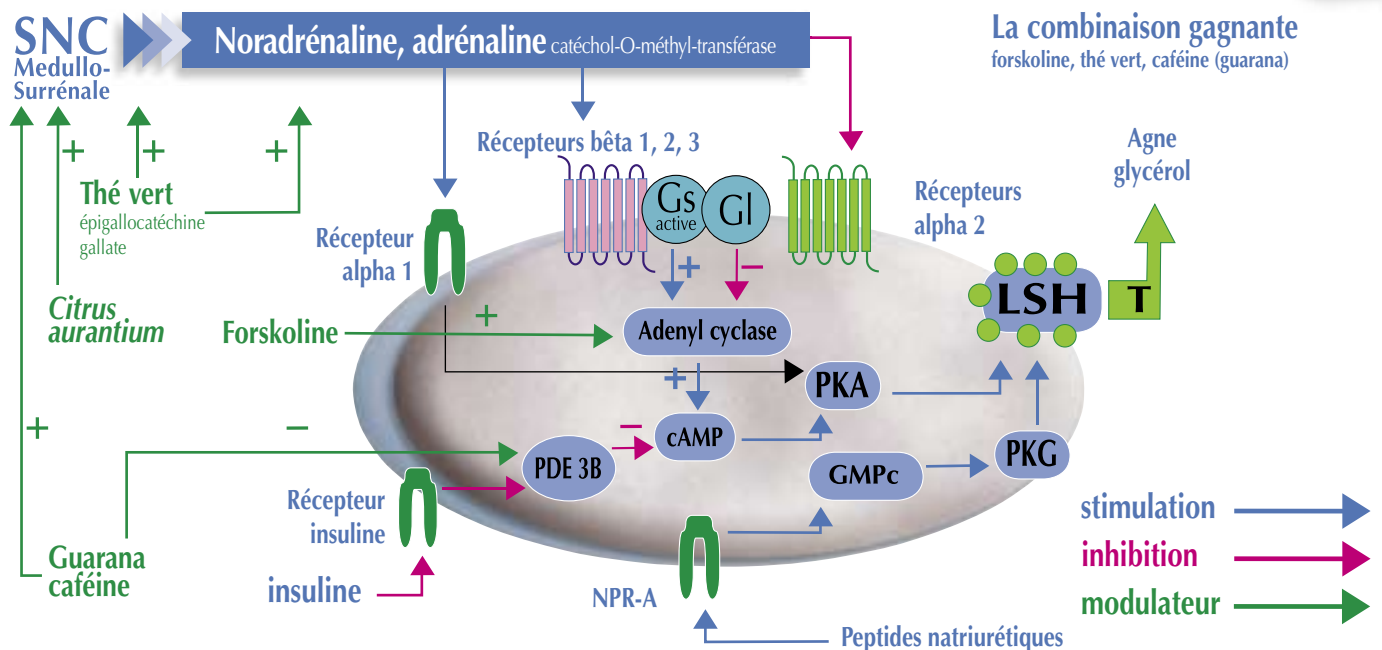 SNC
Medullo-
Surrénale
Noradrénaline, adrénaline catéchol-O-méthyl-transférase
La combinaison gagnante
forskoline, thé vert, caféine (guarana)
Récepteurs bêta 1, 2, 3
Agne
glycérol
+
+
+
Thé vert
épigallocatéchine
gallate
Gs
active
GI
Récepteurs
alpha 2
Récepteur
alpha 1
+
−
LSH
T
Citrus
aurantium
Forskoline
+
Adenyl cyclase
+
PKA
+
−
−
cAMP
PDE 3B
GMPc
PKG
Récepteur
insuline
stimulation
Guarana
caféine
inhibition
insuline
NPR-A
modulateur
Peptides natriurétiques